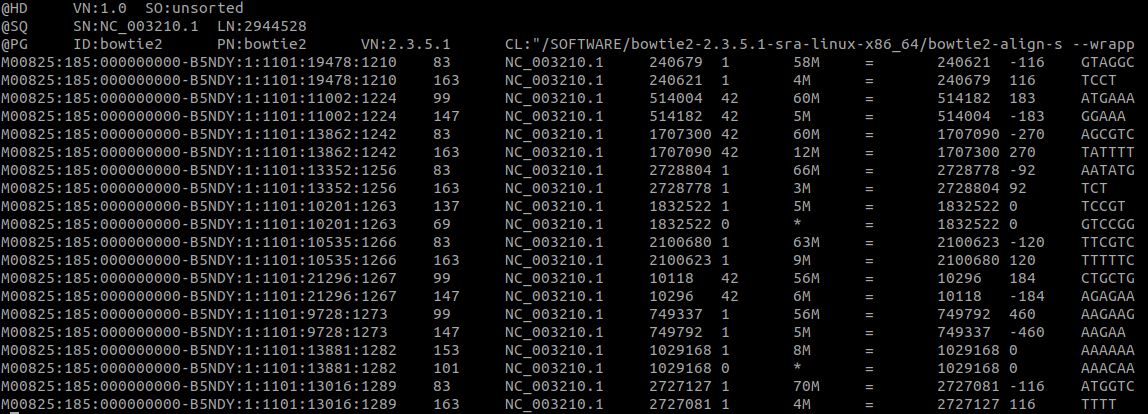 @HD VN:1.0 SO:unsorted
@SQ SN:NC_003210.1 LN:2944528
@PG ID:bowtie2 PN:bowtie2 VN:2.3.5.1 CL:"/SOFTWARE/bowtie2-2.3.5.1-sra-linux-x86_64/bowtie2-align-s --wrapp
M00825:185:000000000-B5NDY:1:1101:19478:1210 83 NC_003210.1 240679 1 58M = 240621 -116 GTAGGC
M00825:185:000000000-B5NDY:1:1101:19478:1210 163 NC_003210.1 240621 1 4M = 240679 116 TCCT
M00825:185:000000000-B5NDY:1:1101:11002:1224 99 NC_003210.1 514004 42 60M = 514182 183 ATGAAA
M00825:185:000000000-B5NDY:1:1101:11002:1224 147 NC_003210.1 514182 42 5M = 514004 -183 GGAAA
M00825:185:000000000-B5NDY:1:1101:13862:1242 83 NC_003210.1 1707300 42 60M = 1707090 -270 AGCGTC
M00825:185:000000000-B5NDY:1:1101:13862:1242 163 NC_003210.1 1707090 42 12M = 1707300 270 TATTTT
M00825:185:000000000-B5NDY:1:1101:13352:1256 83 NC_003210.1 2728804 1 66M = 2728778 -92 AATATG
M00825:185:000000000-B5NDY:1:1101:13352:1256 163 NC_003210.1 2728778 1 3M = 2728804 92 TCT
M00825:185:000000000-B5NDY:1:1101:10201:1263 137 NC_003210.1 1832522 1 5M = 1832522 0 TCCGT
M00825:185:000000000-B5NDY:1:1101:10201:1263 69 NC_003210.1 1832522 0 * = 1832522 0 GTCCGG
M00825:185:000000000-B5NDY:1:1101:10535:1266 83 NC_003210.1 2100680 1 63M = 2100623 -120 TTCGTC
M00825:185:000000000-B5NDY:1:1101:10535:1266 163 NC_003210.1 2100623 1 9M = 2100680 120 TTTTTC
M00825:185:000000000-B5NDY:1:1101:21296:1267 99 NC_003210.1 10118 42 56M = 10296 184 CTGCTG
M00825:185:000000000-B5NDY:1:1101:21296:1267 147 NC_003210.1 10296 42 6M = 10118 -184 AGAGAA
M00825:185:000000000-B5NDY:1:1101:9728:1273 99 NC_003210.1 749337 1 56M = 749792 460 AAGAAG
M00825:185:000000000-B5NDY:1:1101:9728:1273 147 NC_003210.1 749792 1 5M = 749337 -460 AAGAA
M00825:185:000000000-B5NDY:1:1101:13881:1282 153 NC_003210.1 1029168 1 8M = 1029168 0 AAAAAA
M00825:185:000000000-B5NDY:1:1101:13881:1282 101 NC_003210.1 1029168 0 * = 1029168 0 AAACAA
M00825:185:000000000-B5NDY:1:1101:13016:1289 83 NC_003210.1 2727127 1 70M = 2727081 -116 ATGGTC
M00825:185:000000000-B5NDY:1:1101:13016:1289 163 NC_003210.1 2727081 1 4M = 2727127 116 TTTT